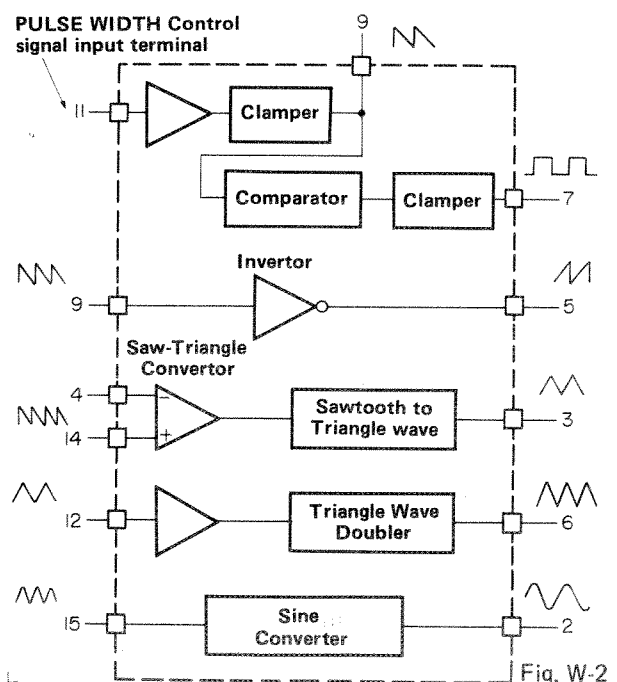 PULSE WIDTH Control
signal input terminal
9
11
Clamper
Comparator
Clamper
7
Invertor
9
5
Saw-Triangle
Convertor
4
−
14
+
Sawtooth to
Triangle wave
3
12
Triangle Wave
Doubler
6
15
Sine
Converter
2
Fig. W-2